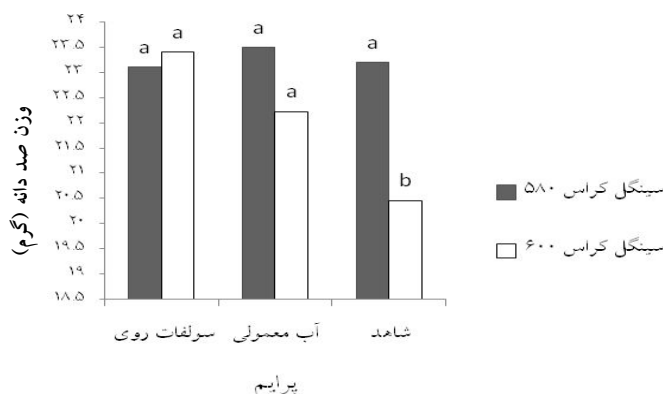 وزن صد دانه (گرم)
۲۴
۲۳.۵
۲۳
۲۲.۵
۲۲
۲۱.۵
۲۱
۲۰.۵
۲۰
۱۹.۵
۱۹
۱۸.۵
a a a a a b
سولفات روی آب معمولی شاهد
پرایم
سینگل کراس ۵۸۰
سینگل کراس ۶۰۰